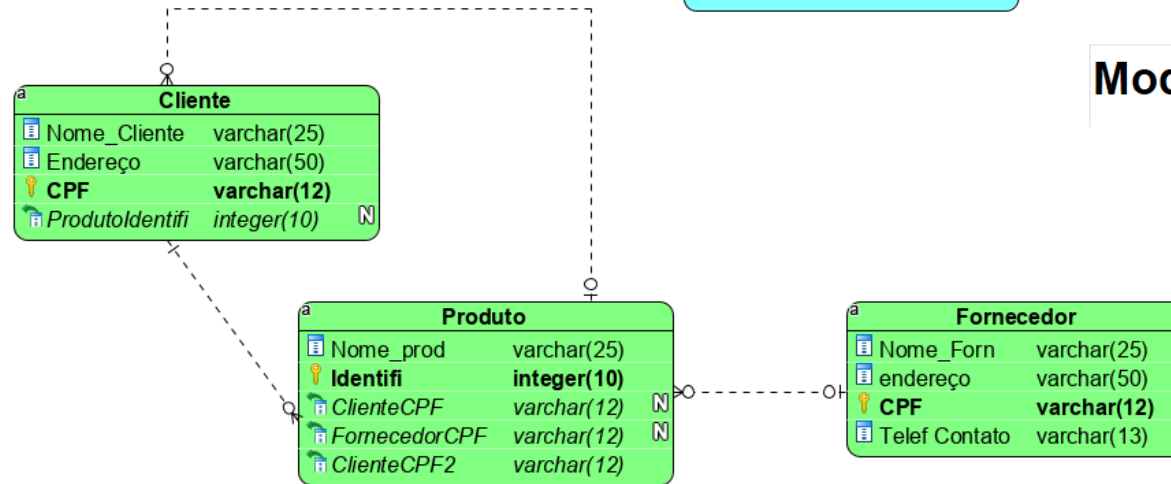 Moc
a
Cliente
Nome_Cliente varchar(25)
Endereço varchar(50)
CPF varchar(12)
ProdutoIdentifi integer(10) N
a
Produto
Nome_prod varchar(25)
Identifi integer(10)
ClienteCPF varchar(12) N
FornecedorCPF varchar(12) N
ClienteCPF2 varchar(12)
a
Fornecedor
Nome_Forn varchar(25)
endereço varchar(50)
CPF varchar(12)
Telef Contato varchar(13)